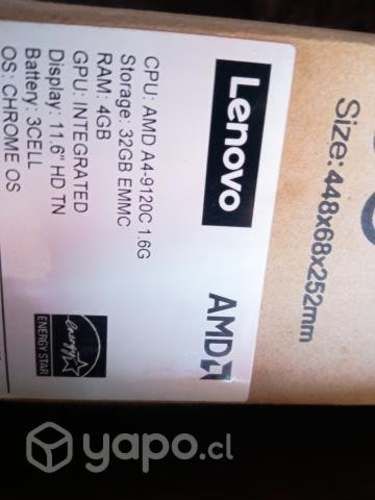 Size: 448x68x252mm
Lenovo
AMD
CPU: AMD A4-9120C 1.6G
Storage: 32GB EMMC
RAM: 4GB
GPU: INTEGRATED
Display: 11.6" HD TN
Battery: 3CELL
OS: CHROME OS
energy
ENERGY STAR
yapo.cl